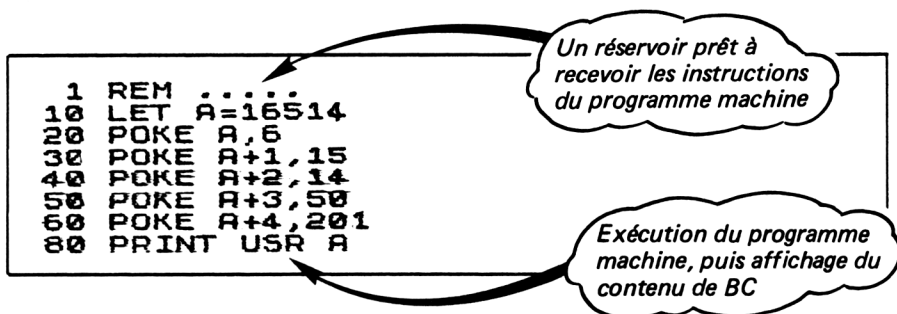 Un réservoir prêt à
recevoir les instructions
du programme machine
1 REM .....
10 LET A=16514
20 POKE A,6
30 POKE A+1,15
40 POKE A+2,14
50 POKE A+3,50
60 POKE A+4,201
80 PRINT USR A
Exécution du programme
machine, puis affichage du
contenu de BC